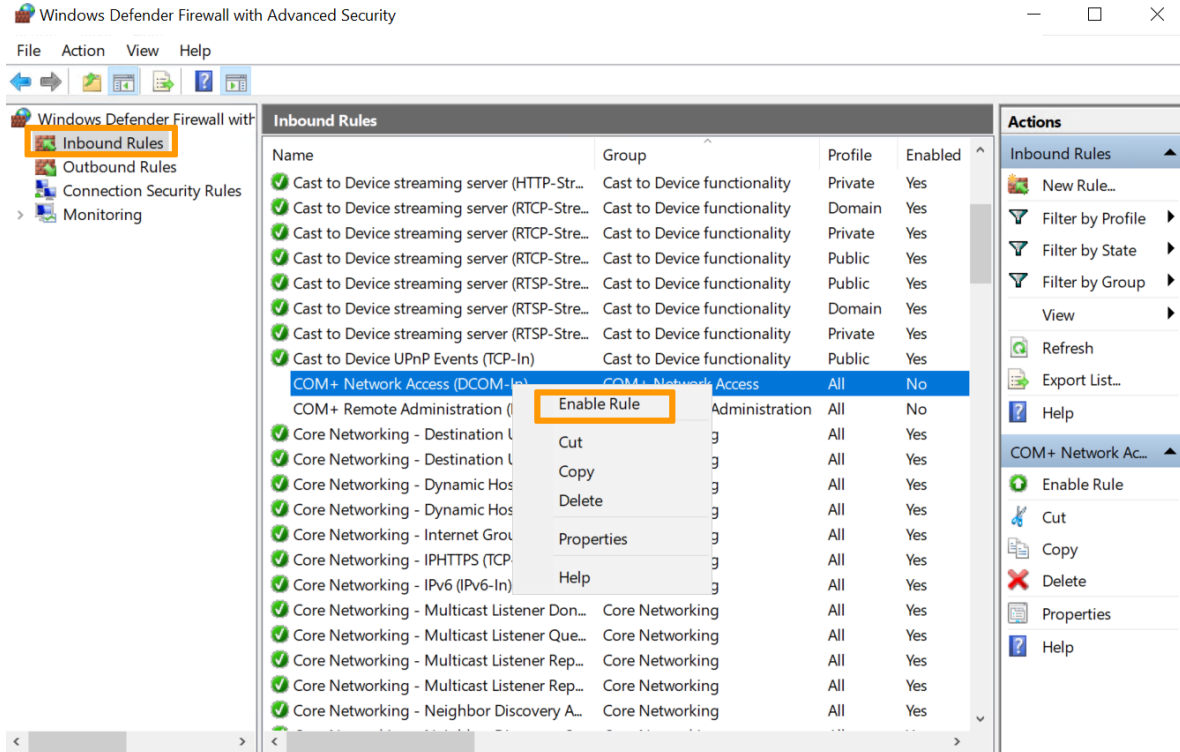 Windows Defender Firewall with Advanced Security
File Action View Help
Windows Defender Firewall with
Inbound Rules
Outbound Rules
Connection Security Rules
Monitoring
Inbound Rules
Name Group Profile Enabled
Cast to Device streaming server (HTTP-Str... Cast to Device functionality Private Yes
Cast to Device streaming server (RTCP-Stre... Cast to Device functionality Domain Yes
Cast to Device streaming server (RTCP-Stre... Cast to Device functionality Private Yes
Cast to Device streaming server (RTCP-Stre... Cast to Device functionality Public Yes
Cast to Device streaming server (RTSP-Stre... Cast to Device functionality Public Yes
Cast to Device streaming server (RTSP-Stre... Cast to Device functionality Domain Yes
Cast to Device streaming server (RTSP-Stre... Cast to Device functionality Private Yes
Cast to Device UPnP Events (TCP-In) Cast to Device functionality Public Yes
COM+ Network Access (DCOM-In) COM+ Network Access All No
COM+ Remote Administration ( Administration All No
Core Networking - Destination All Yes
Core Networking - Destination All Yes
Core Networking - Dynamic Hos All Yes
Core Networking - Dynamic Hos All Yes
Core Networking - Internet Grou All Yes
Core Networking - IPHTTPS (TCP All Yes
Core Networking - IPv6 (IPv6-In) All Yes
Core Networking - Multicast Listener Don... Core Networking All Yes
Core Networking - Multicast Listener Que... Core Networking All Yes
Core Networking - Multicast Listener Rep... Core Networking All Yes
Core Networking - Multicast Listener Rep... Core Networking All Yes
Core Networking - Neighbor Discovery A... Core Networking All Yes
Enable Rule
Cut
Copy
Delete
Properties
Help
Actions
Inbound Rules
New Rule...
Filter by Profile
Filter by State
Filter by Group
View
Refresh
Export List...
Help
COM+ Network Ac...
Enable Rule
Cut
Copy
Delete
Properties
Help